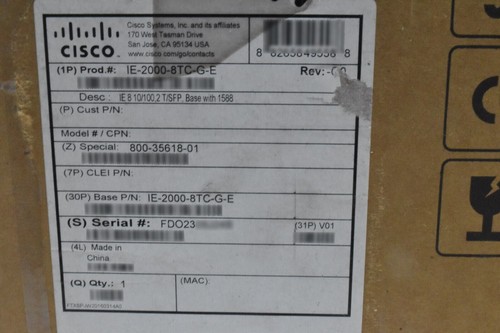 Cisco Systems, Inc. and its affiliates
170 West Tasman Drive
San Jose, CA 95134 USA
www.cisco.com/go/contacts
CISCO
(1P) Prod.#: IE-2000-8TC-G-E
Rev:
Desc.: IE 8 10/100,2 T/SFP, Base with 1588
(P) Cust P/N:
Model # / CPN:
(Z) Special: 800-35618-01
(7P) CLEI P/N:
(30P) Base P/N: IE-2000-8TC-G-E
(S) Serial #: FDO23
(31P) V01
(4L) Made in
China
(Q) Qty.: 1
(MAC):